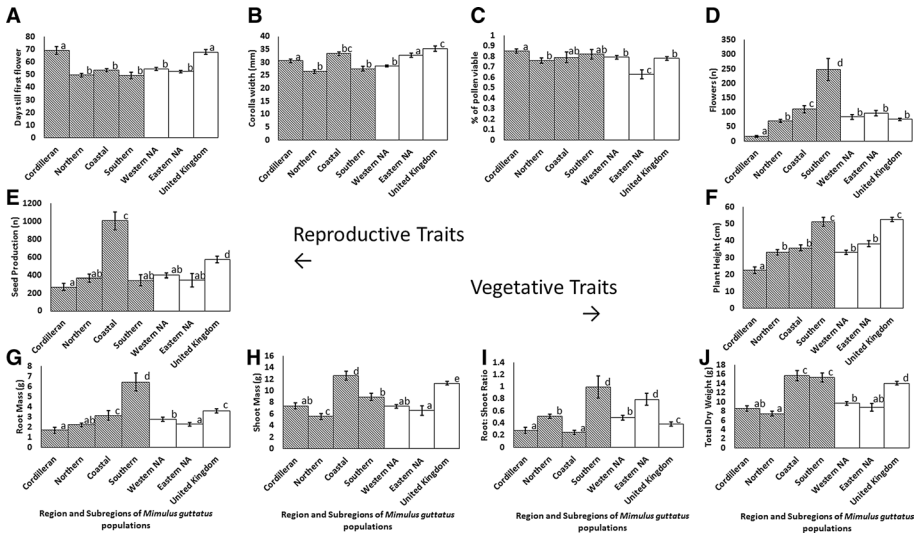 A
Days till first flower
80
70
60
50
40
30
20
10
0
a
b
b
b
b
b
a
Cordilleran
Northern
Coastal
Southern
Western NA
Eastern NA
United Kingdom
B
Corolla width (mm)
40
35
30
25
20
15
10
5
0
a
b
bc
b
b
a
c
Cordilleran
Northern
Coastal
Southern
Western NA
Eastern NA
United Kingdom
C
% of pollen viable
1
0.9
0.8
0.7
0.6
0.5
0.4
0.3
0.2
0.1
0
a
b
ab
ab
b
c
b
Cordilleran
Northern
Coastal
Southern
Western NA
Eastern NA
United Kingdom
D
Flowers (n)
350
300
250
200
150
100
50
0
a
b
c
d
b
b
b
Cordilleran
Northern
Coastal
Southern
Western NA
Eastern NA
United Kingdom
E
Seed Production (n)
1200
1000
800
600
400
200
0
a
ab
c
ab
ab
ab
d
Cordilleran
Northern
Coastal
Southern
Western NA
Eastern NA
United Kingdom
Reproductive Traits
←
Vegetative Traits
→
F
Plant Height (cm)
60
50
40
30
20
10
0
a
b
b
c
b
b
c
Cordilleran
Northern
Coastal
Southern
Western NA
Eastern NA
United Kingdom
G
Root Mass (g)
8
7
6
5
4
3
2
1
0
a
ab
c
d
b
a
c
Cordilleran
Northern
Coastal
Southern
Western NA
Eastern NA
United Kingdom
Region and Subregions of Mimulus guttatus
populations
H
Shoot Mass (g)
16
14
12
10
8
6
4
2
0
ab
c
d
b
a
a
e
Cordilleran
Northern
Coastal
Southern
Western NA
Eastern NA
United Kingdom
Region and Subregions of Mimulus guttatus
populations
I
Root: Shoot Ratio
1.4
1.2
1
0.8
0.6
0.4
0.2
0
a
b
a
d
b
d
c
Cordilleran
Northern
Coastal
Southern
Western NA
Eastern NA
United Kingdom
Region and Subregions of Mimulus guttatus
populations
J
Total Dry Weight (g)
18
16
14
12
10
8
6
4
2
0
ab
a
c
c
b
ab
d
Cordilleran
Northern
Coastal
Southern
Western NA
Eastern NA
United Kingdom
Region and Subregions of Mimulus guttatus
populations